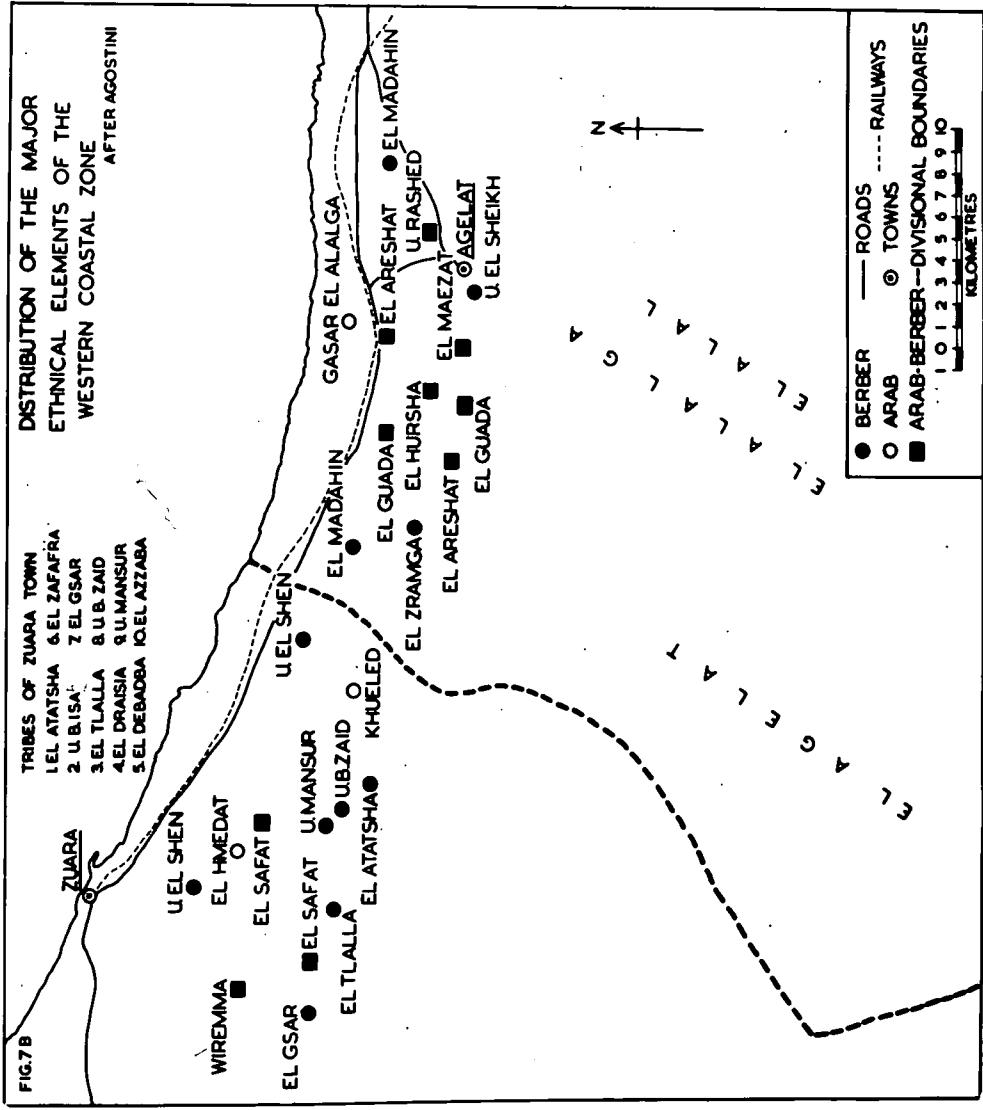 FIG.7 B
DISTRIBUTION OF THE MAJOR
ETHNICAL ELEMENTS OF THE
WESTERN COASTAL ZONE
AFTER AGOSTINI
TRIBES OF ZUARA TOWN
1. EL ATATSHA 6. EL ZAFAFRA
2. U.B.ISA 7. EL GSAR
3. EL TLALLA 8. U.B.ZAID
4. EL DRAISIA 9. U.MANSUR
5. EL DEBADBA 10. EL AZZABA
ZUARA
U.EL SHEN
WIREMMA
EL HMEDAT
EL SAFAT
EL GSAR
EL SAFAT
U.MANSUR
U.B.ZAID
EL TLALLA
EL ATATSHA
KHUELED
U.EL SHEN
EL MADAHIN
GASAR EL ALALGA
EL GUADA
EL ARESHAT
EL MADAHIN
EL ZRAMGA
EL HURSHA
U.RASHED
EL ARESHAT
EL MAEZAT
AGELAT
EL GUADA
U. EL SHEIKH
N
EL AGELAT
EL ALALGA
EL ALAL
BERBER
ROADS
RAILWAYS
ARAB
TOWNS
ARAB-BERBER
DIVISIONAL BOUNDARIES
1 0 1 2 3 4 5 6 7 8 9 10
KILOMETRES